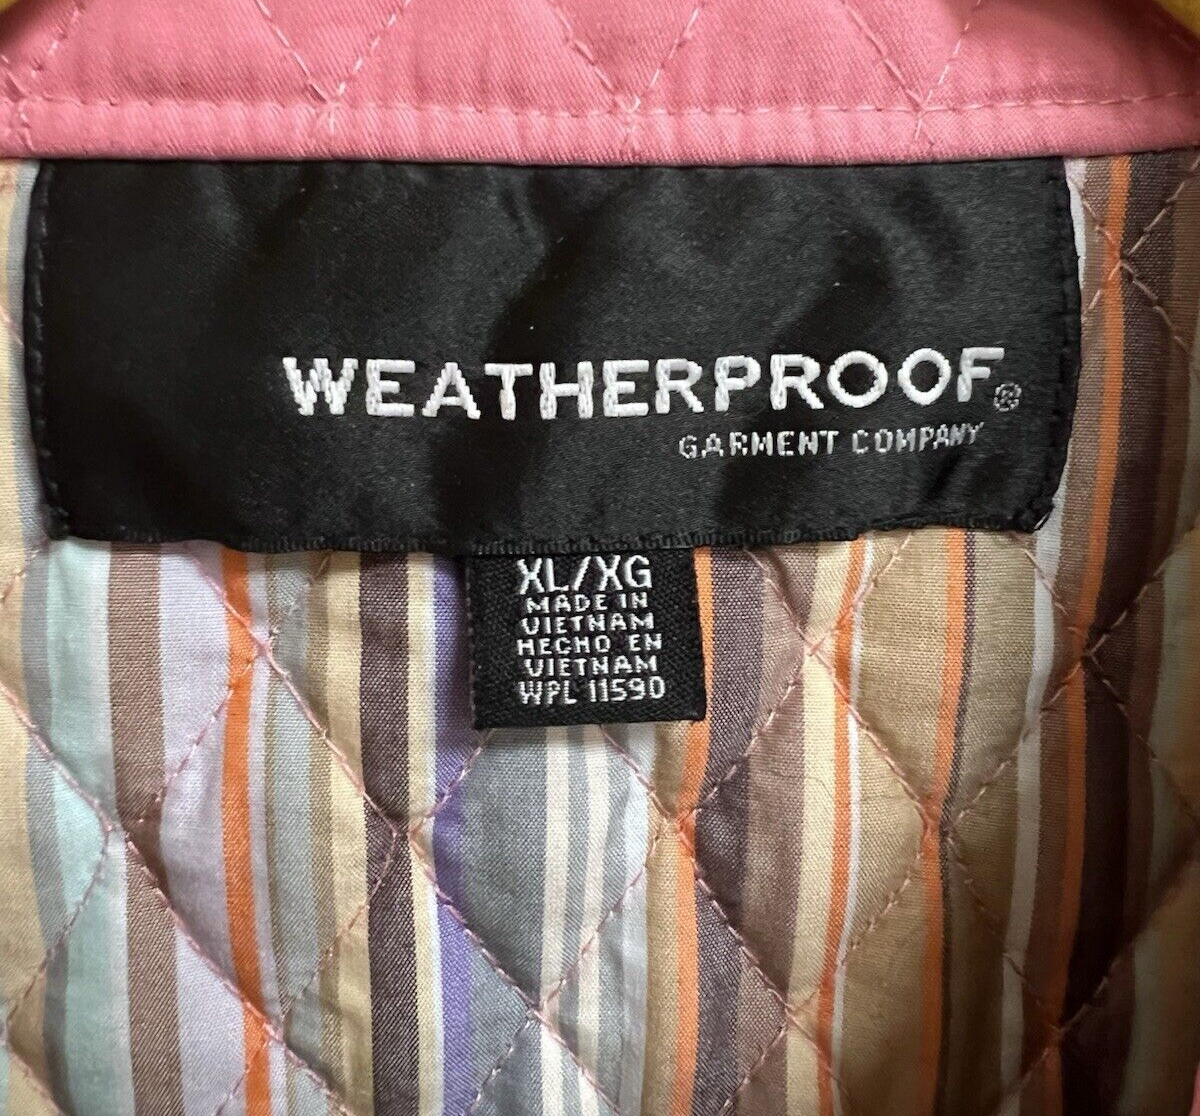 WEATHERPROOF®
GARMENT COMPANY
XL/XG
MADE IN
VIETNAM
HECHO EN
VIETNAM
WPL 11590